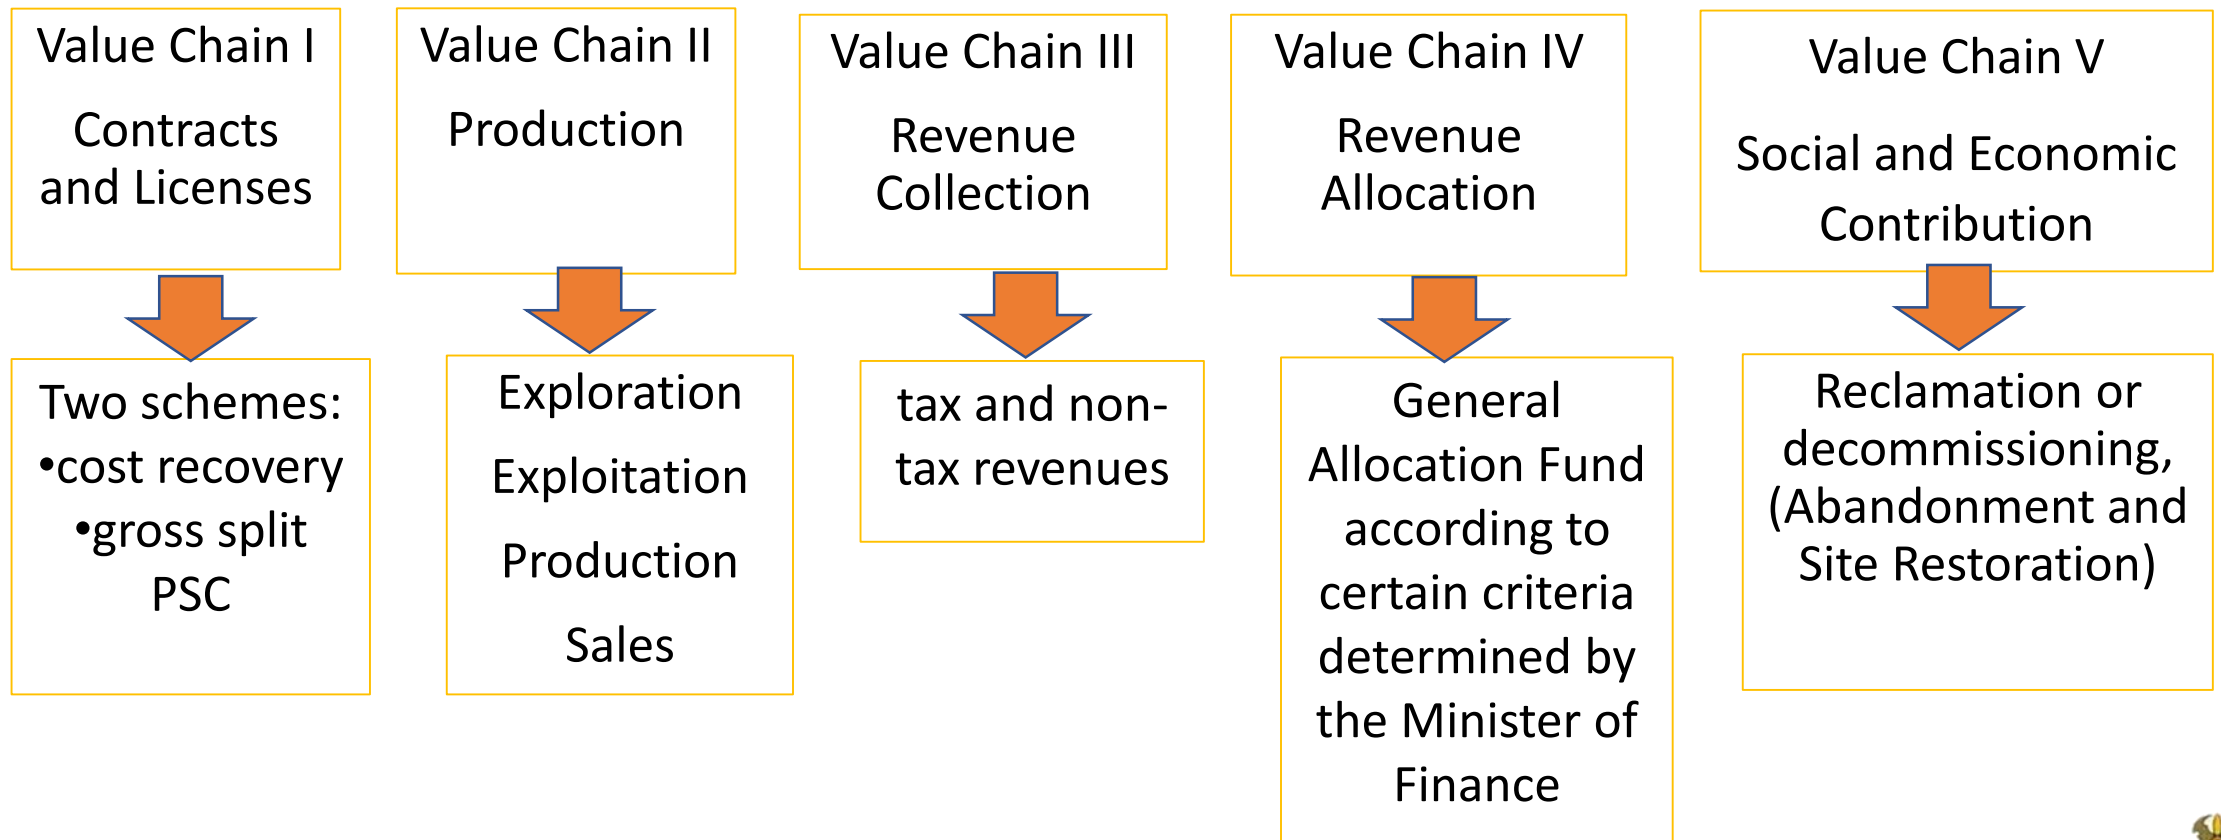 Value Chain I
Contracts
and Licenses
Value Chain II
Production
Value Chain III
Revenue
Collection
Value Chain IV
Revenue
Allocation
Value Chain V
Social and Economic
Contribution
Two schemes:
•cost recovery
•gross split
PSC
Exploration
Exploitation
Production
Sales
tax and non-
tax revenues
General
Allocation Fund
according to
certain criteria
determined by
the Minister of
Finance
Reclamation or
decommissioning,
(Abandonment and
Site Restoration)